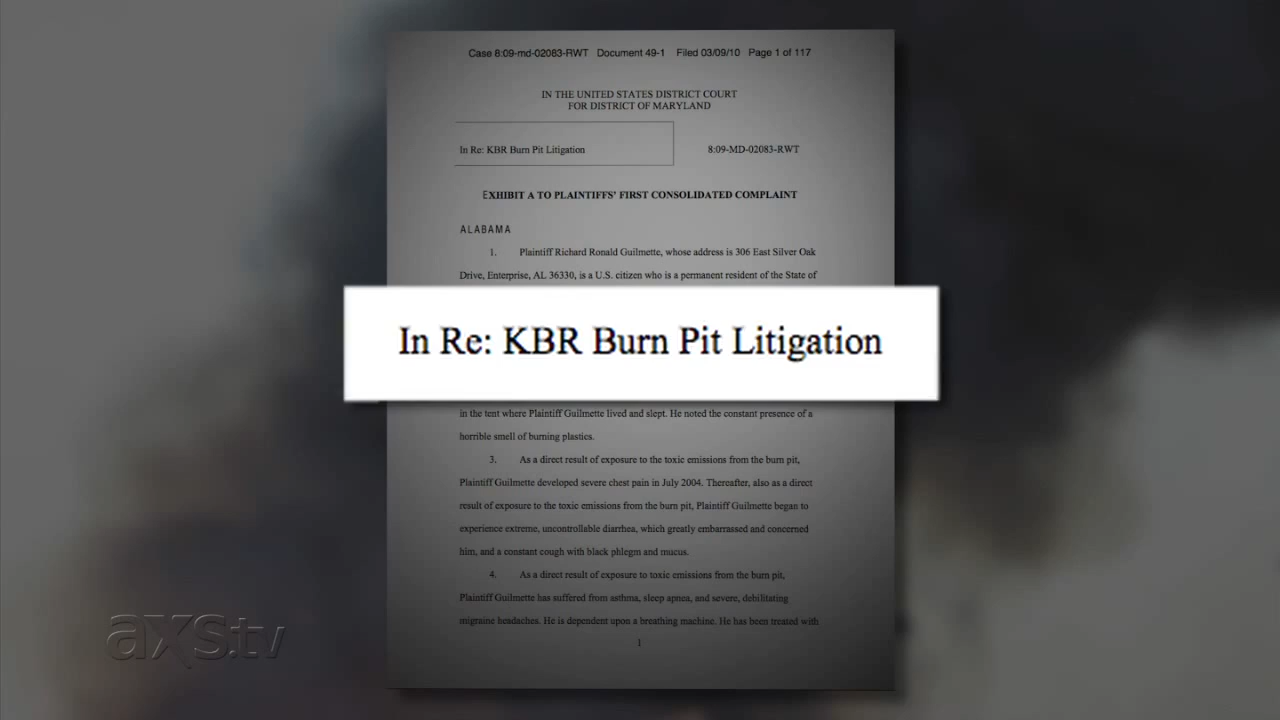 Case 8:09-md-02083-RWT Document 49-1 Filed 03/09/10 Page 1 of 117
IN THE UNITED STATES DISTRICT COURT
FOR DISTRICT OF MARYLAND
In Re: KBR Burn Pit Litigation
8:09-MD-02083-RWT
EXHIBIT A TO PLAINTIFFS' FIRST CONSOLIDATED COMPLAINT
ALABAMA
1. Plaintiff Richard Ronald Guilmette, whose address is 306 East Silver Oak
Drive, Enterprise, AL 36330, is a U.S. citizen who is a permanent resident of the State of
In Re: KBR Burn Pit Litigation
in the tent where Plaintiff Guilmette lived and slept. He noted the constant presence of a
horrible smell of burning plastics.
3. As a direct result of exposure to the toxic emissions from the burn pit,
Plaintiff Guilmette developed severe chest pain in July 2004. Thereafter, also as a direct
result of exposure to the toxic emissions from the burn pit, Plaintiff Guilmette began to
experience extreme, uncontrollable diarrhea, which greatly embarrassed and concerned
him, and a constant cough with black phlegm and mucus.
4. As a direct result of exposure to toxic emissions from the burn pit,
Plaintiff Guilmette has suffered from asthma, sleep apnea, and severe, debilitating
migraine headaches. He is dependent upon a breathing machine. He has been treated with
1
axs.tv